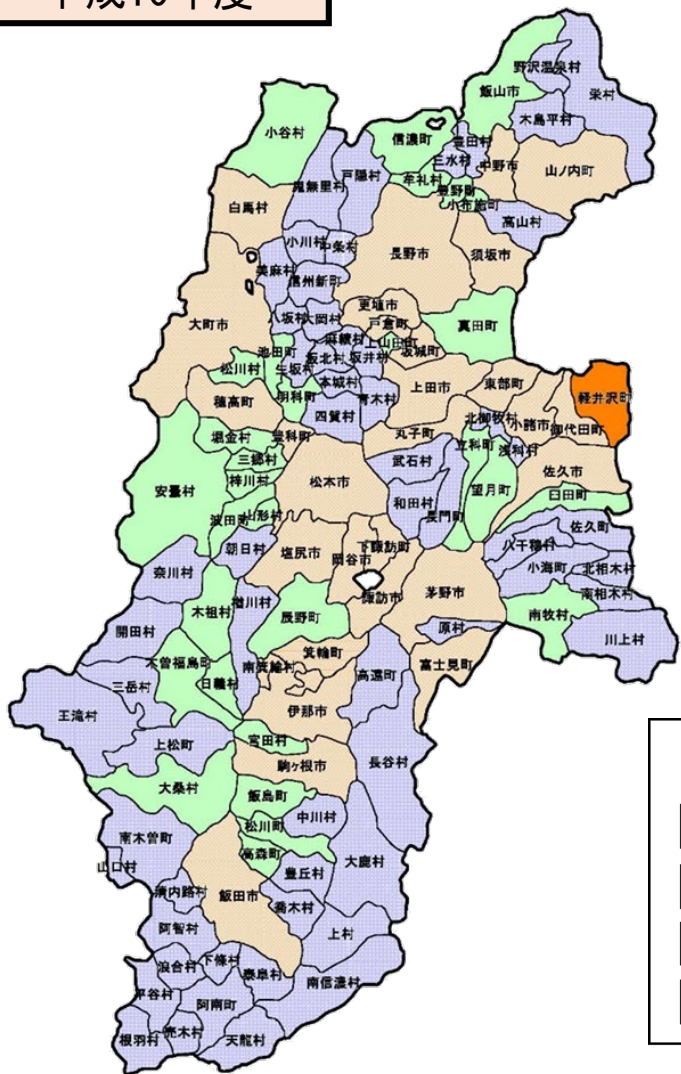 野沢温泉村
飯山市
栄村
小谷村
信濃町
豊田村
木島平村
三水村
中野市
山ノ内町
鬼無里村
戸隠村
牟礼村
豊野町
小布施町
白馬村
高山村
小川村
中条村
長野市
須坂市
美麻村
信州新町
更埴市
大町市
八坂村
大岡村
戸倉町
真田町
麻績村
上山田町
池田町
坂北村
坂井村
坂城町
松川村
生坂村
本城村
上田市
東部町
軽井沢町
穂高町
明科町
四賀村
青木村
北御牧村
小諸市
御代田町
堀金村
豊科町
丸子町
立科町
浅科村
三郷村
武石村
佐久市
安曇村
梓川村
松本市
望月町
臼田町
波田町
山形村
和田村
長門町
佐久町
朝日村
塩尻市
岡谷市
下諏訪町
八千穂村
奈川村
小海町
北相木村
木祖村
楢川村
辰野町
諏訪市
茅野市
南相木村
原村
南牧村
開田村
川上村
木曽福島町
日義村
南箕輪村
箕輪町
高遠町
富士見町
三岳村
王滝村
伊那市
上松町
宮田村
長谷村
駒ヶ根市
大桑村
飯島町
松川町
中川村
南木曽町
高森町
大鹿村
山口村
豊丘村
清内路村
飯田市
喬木村
阿智村
上村
浪合村
下條村
泰阜村
平谷村
南信濃村
阿南町
根羽村
売木村
天龍村